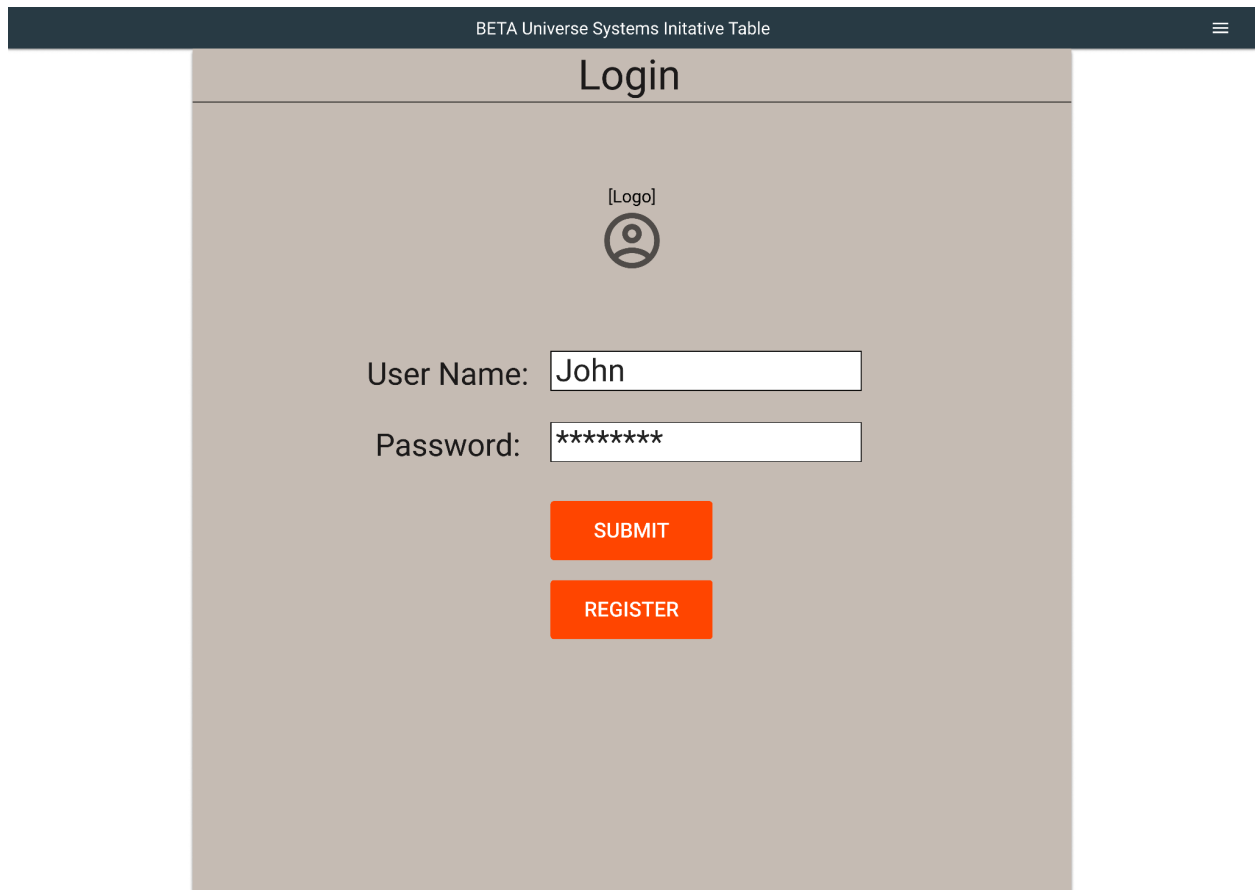 BETA Universe Systems Initative Table
Login
[Logo]
User Name: John
Password: ********
SUBMIT
REGISTER